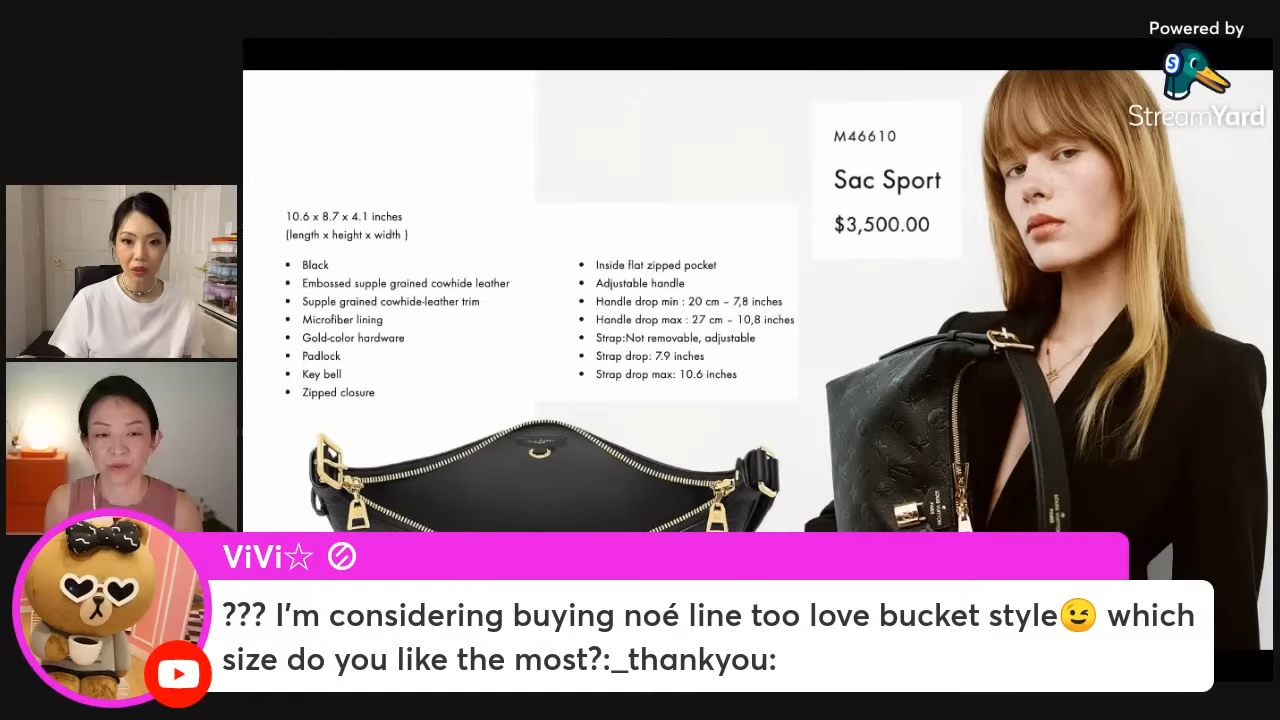 Powered by
StreamYard
M46610
Sac Sport
$3,500.00
10.6 x 8.7 x 4.1 inches
(length x height x width )
• Black
• Embossed supple grained cowhide leather
• Supple grained cowhide-leather trim
• Microfiber lining
• Gold-color hardware
• Padlock
• Key bell
• Zipped closure
• Inside flat zipped pocket
• Adjustable handle
• Handle drop min : 20 cm – 7,8 inches
• Handle drop max : 27 cm – 10,8 inches
• Strap:Not removable, adjustable
• Strap drop: 7.9 inches
• Strap drop max: 10.6 inches
ViVi☆
??? I'm considering buying noé line too love bucket style😉 which
size do you like the most?:_thankyou: